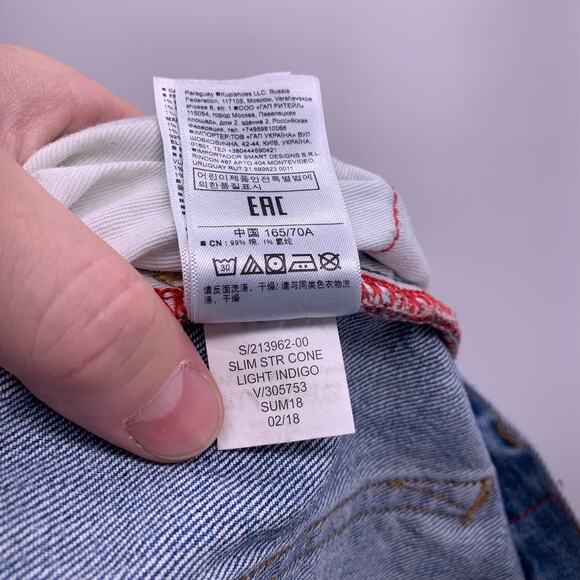 Paraguay ■Kupishoes LLC. Russia
Federation, 117105, Moscow, Varshavskoe
shosse 9, str. 1 ■ООО «ГАП РИТЕЙЛ»
115054, город Москва, Павелецкая
площадь, дом 2, здание 2, Российская
Федерация, тел: +74959810086
■ІМПОРТЕР:ТОВ «ГАП УКРАЇНА» ВУЛ
ШОВКОВИЧНА, 42-44, КИЇВ, УКРАЇНА
тел: +380444590421
■IMPORTADOR SMART DESIGNS S.R.L.
RINCON 487 APTO 404 MONTEVIDEO.
URUGUAY RUT 21 689823 0011
어린이제품안전특별법에
의한품질표시
EAC
中国 165/70A
■ CN: 99% 棉, 1% 氨纶
30
请反面洗涤, 干燥/ 请与同类色衣物洗
涤, 干燥
S/213962-00
SLIM STR CONE
LIGHT INDIGO
V/305753
SUM18
02/18